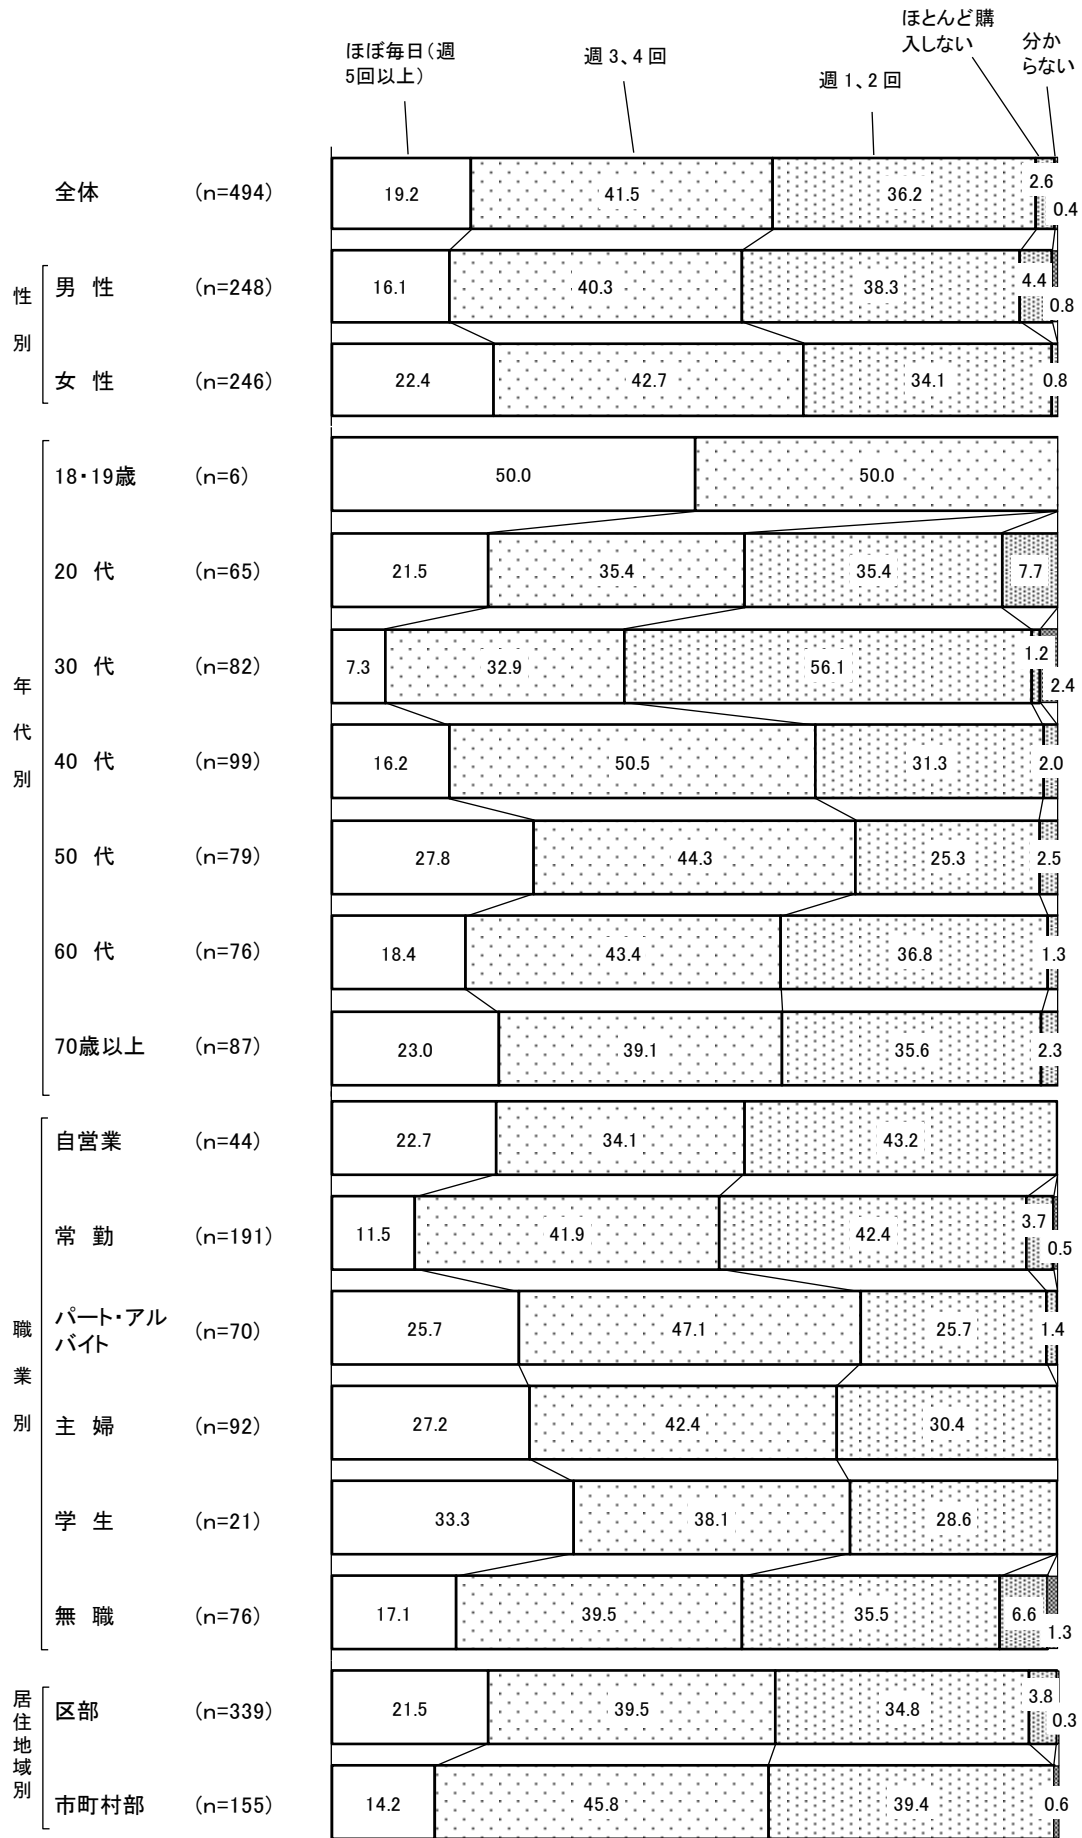 ほとんど購
入しない
分か
らない
ほぼ毎日(週
5回以上)
週 3、4 回
週 1、2 回
全体 (n=494) 19.2 41.5 36.2 2.6 0.4
性別
男 性 (n=248) 16.1 40.3 38.3 4.4 0.8
女 性 (n=246) 22.4 42.7 34.1 0.8
年代別
18・19歳 (n=6) 50.0 50.0
20 代 (n=65) 21.5 35.4 35.4 7.7
30 代 (n=82) 7.3 32.9 56.1 1.2 2.4
40 代 (n=99) 16.2 50.5 31.3 2.0
50 代 (n=79) 27.8 44.3 25.3 2.5
60 代 (n=76) 18.4 43.4 36.8 1.3
70歳以上 (n=87) 23.0 39.1 35.6 2.3
職業別
自営業 (n=44) 22.7 34.1 43.2
常 勤 (n=191) 11.5 41.9 42.4 3.7 0.5
パート・アル
バイト (n=70) 25.7 47.1 25.7 1.4
主 婦 (n=92) 27.2 42.4 30.4
学 生 (n=21) 33.3 38.1 28.6
無 職 (n=76) 17.1 39.5 35.5 6.6 1.3
居住地域別
区部 (n=339) 21.5 39.5 34.8 3.8 0.3
市町村部 (n=155) 14.2 45.8 39.4 0.6